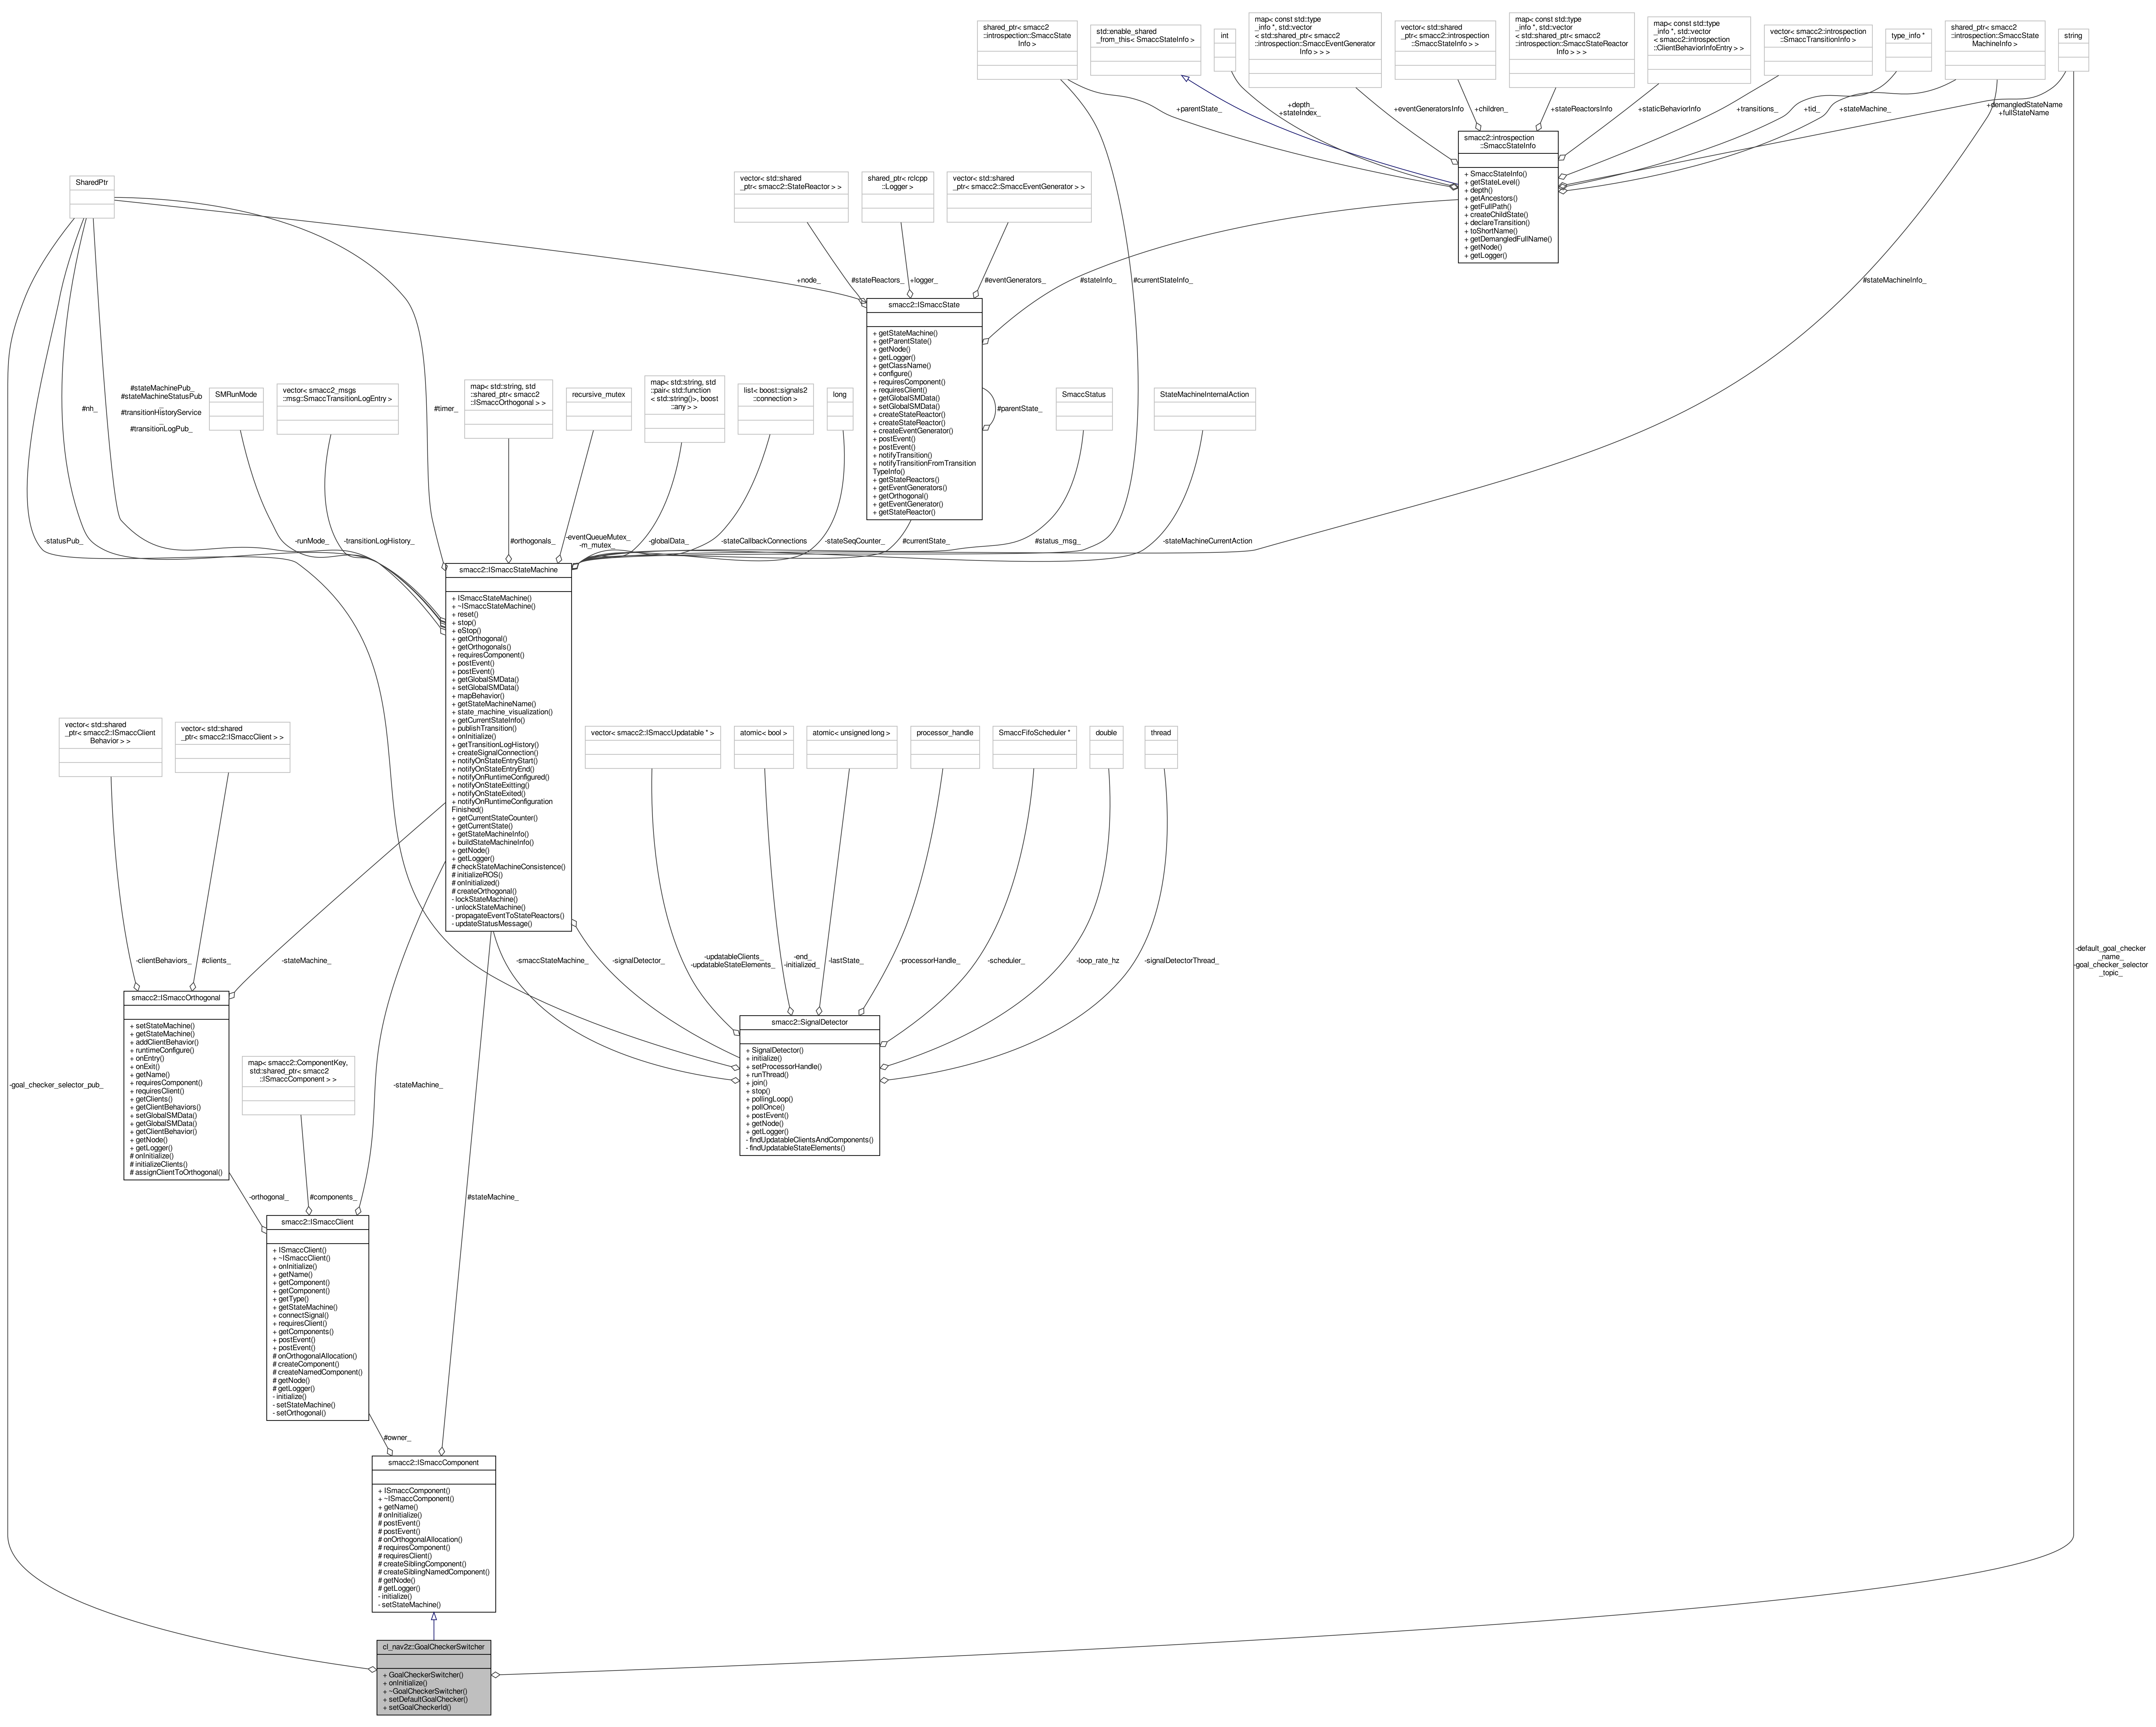 shared_ptr< smacc2
::introspection::SmaccState
Info >
std::enable_shared
_from_this< SmaccStateInfo >
int
map< const std::type
_info *, std::vector
< std::shared_ptr< smacc2
::introspection::SmaccEventGenerator
Info > > >
vector< std::shared
_ptr< smacc2::introspection
::SmaccStateInfo > >
map< const std::type
_info *, std::vector
< std::shared_ptr< smacc2
::introspection::SmaccStateReactor
Info > > >
map< const std::type
_info *, std::vector
< smacc2::introspection
::ClientBehaviorInfoEntry > >
vector< smacc2::introspection
::SmaccTransitionInfo >
type_info *
shared_ptr< smacc2
::introspection::SmaccState
MachineInfo >
string
+parentState_
+depth_
+stateIndex_
+eventGeneratorsInfo
+children_
+stateReactorsInfo
+staticBehaviorInfo
+transitions_
+tid_
+stateMachine_
+demangledStateName
+fullStateName
smacc2::introspection
::SmaccStateInfo
+ SmaccStateInfo()
+ getStateLevel()
+ depth()
+ getAncestors()
+ getFullPath()
+ createChildState()
+ declareTransition()
+ toShortName()
+ getDemangledFullName()
+ getNode()
+ getLogger()
SharedPtr
vector< std::shared
_ptr< smacc2::StateReactor > >
shared_ptr< rclcpp
::Logger >
vector< std::shared
_ptr< smacc2::SmaccEventGenerator > >
+node_
#stateReactors_
+logger_
#eventGenerators_
#stateInfo_
#currentStateInfo_
#stateMachineInfo_
smacc2::ISmaccState
+ getStateMachine()
+ getParentState()
+ getNode()
+ getLogger()
+ getClassName()
+ configure()
+ requiresComponent()
+ requiresClient()
+ getGlobalSMData()
+ setGlobalSMData()
+ createStateReactor()
+ createStateReactor()
+ createEventGenerator()
+ postEvent()
+ postEvent()
+ notifyTransition()
+ notifyTransitionFromTransition
TypeInfo()
+ getStateReactors()
+ getEventGenerators()
+ getOrthogonal()
+ getEventGenerator()
+ getStateReactor()
#parentState_
#nh_
#stateMachinePub_
#stateMachineStatusPub
_
#transitionHistoryService
_
#transitionLogPub_
SMRunMode
vector< smacc2_msgs
::msg::SmaccTransitionLogEntry >
#timer_
map< std::string, std
::shared_ptr< smacc2
::ISmaccOrthogonal > >
recursive_mutex
map< std::string, std
::pair< std::function
< std::string()>, boost
::any > >
list< boost::signals2
::connection >
long
SmaccStatus
StateMachineInternalAction
-statusPub_
-runMode_
-transitionLogHistory_
#orthogonals_
-eventQueueMutex_
-m_mutex_
-globalData_
-stateCallbackConnections
-stateSeqCounter_
#currentState_
#status_msg_
-stateMachineCurrentAction
smacc2::ISmaccStateMachine
+ ISmaccStateMachine()
+ ~ISmaccStateMachine()
+ reset()
+ stop()
+ eStop()
+ getOrthogonal()
+ getOrthogonals()
+ requiresComponent()
+ postEvent()
+ postEvent()
+ getGlobalSMData()
+ setGlobalSMData()
+ mapBehavior()
+ getStateMachineName()
+ state_machine_visualization()
+ getCurrentStateInfo()
+ publishTransition()
+ onInitialize()
+ getTransitionLogHistory()
+ createSignalConnection()
+ notifyOnStateEntryStart()
+ notifyOnStateEntryEnd()
+ notifyOnRuntimeConfigured()
+ notifyOnStateExitting()
+ notifyOnStateExited()
+ notifyOnRuntimeConfiguration
Finished()
+ getCurrentStateCounter()
+ getCurrentState()
+ getStateMachineInfo()
+ buildStateMachineInfo()
+ getNode()
+ getLogger()
# checkStateMachineConsistence()
# initializeROS()
# onInitialized()
# createOrthogonal()
- lockStateMachine()
- unlockStateMachine()
- propagateEventToStateReactors()
- updateStatusMessage()
vector< std::shared
_ptr< smacc2::ISmaccClient
Behavior > >
vector< std::shared
_ptr< smacc2::ISmaccClient > >
vector< smacc2::ISmaccUpdatable * >
atomic< bool >
atomic< unsigned long >
processor_handle
SmaccFifoScheduler *
double
thread
-clientBehaviors_
#clients_
-stateMachine_
-smaccStateMachine_
-signalDetector_
-updatableClients_
-updatableStateElements_
-end_
-initialized_
-lastState_
-processorHandle_
-scheduler_
-loop_rate_hz
-signalDetectorThread_
-default_goal_checker
_name_
-goal_checker_selector
_topic_
smacc2::ISmaccOrthogonal
+ setStateMachine()
+ getStateMachine()
+ addClientBehavior()
+ runtimeConfigure()
+ onEntry()
+ onExit()
+ getName()
+ requiresComponent()
+ requiresClient()
+ getClients()
+ getClientBehaviors()
+ setGlobalSMData()
+ getGlobalSMData()
+ getClientBehavior()
+ getNode()
+ getLogger()
# onInitialize()
# initializeClients()
# assignClientToOrthogonal()
smacc2::SignalDetector
+ SignalDetector()
+ initialize()
+ setProcessorHandle()
+ runThread()
+ join()
+ stop()
+ pollingLoop()
+ pollOnce()
+ postEvent()
+ getNode()
+ getLogger()
- findUpdatableClientsAndComponents()
- findUpdatableStateElements()
map< smacc2::ComponentKey,
std::shared_ptr< smacc2
::ISmaccComponent > >
-goal_checker_selector_pub_
-stateMachine_
-orthogonal_
#components_
#stateMachine_
smacc2::ISmaccClient
+ ISmaccClient()
+ ~ISmaccClient()
+ onInitialize()
+ getName()
+ getComponent()
+ getComponent()
+ getType()
+ getStateMachine()
+ connectSignal()
+ requiresClient()
+ getComponents()
+ postEvent()
+ postEvent()
# onOrthogonalAllocation()
# createComponent()
# createNamedComponent()
# getNode()
# getLogger()
- initialize()
- setStateMachine()
- setOrthogonal()
#owner_
smacc2::ISmaccComponent
+ ISmaccComponent()
+ ~ISmaccComponent()
+ getName()
# onInitialize()
# postEvent()
# postEvent()
# onOrthogonalAllocation()
# requiresComponent()
# requiresClient()
# createSiblingComponent()
# createSiblingNamedComponent()
# getNode()
# getLogger()
- initialize()
- setStateMachine()
cl_nav2z::GoalCheckerSwitcher
+ GoalCheckerSwitcher()
+ onInitialize()
+ ~GoalCheckerSwitcher()
+ setDefaultGoalChecker()
+ setGoalCheckerId()